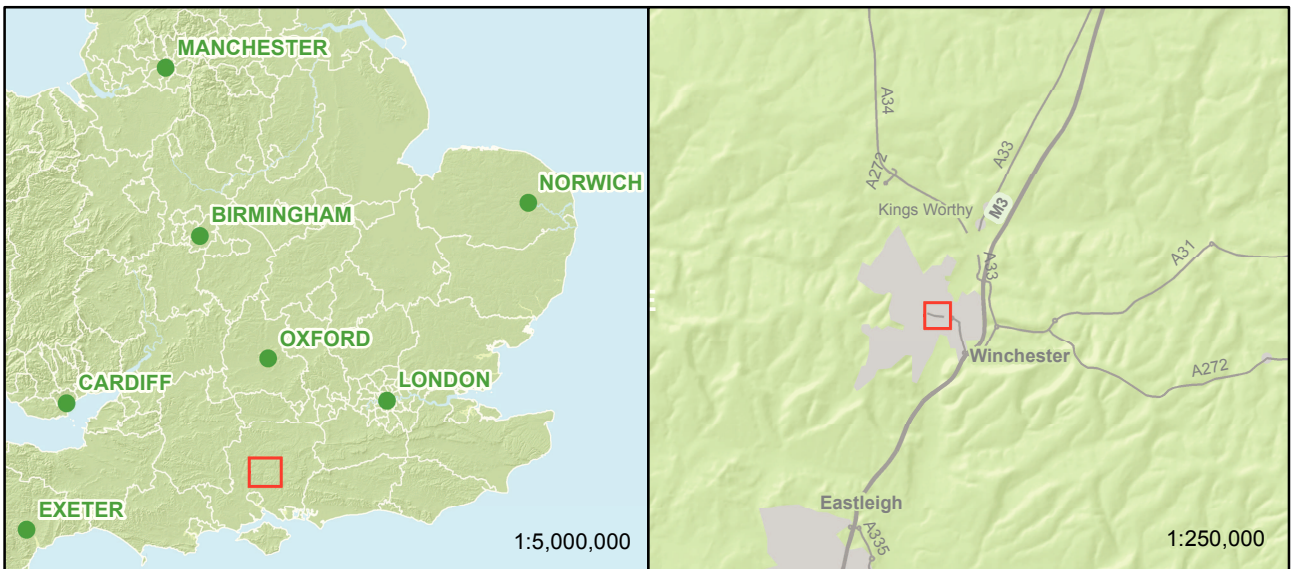 MANCHESTER
NORWICH
BIRMINGHAM
OXFORD
CARDIFF
LONDON
EXETER
1:5,000,000
A34
A33
A272
Kings Worthy
M3
A33
A31
Winchester
A272
Eastleigh
A335
1:250,000